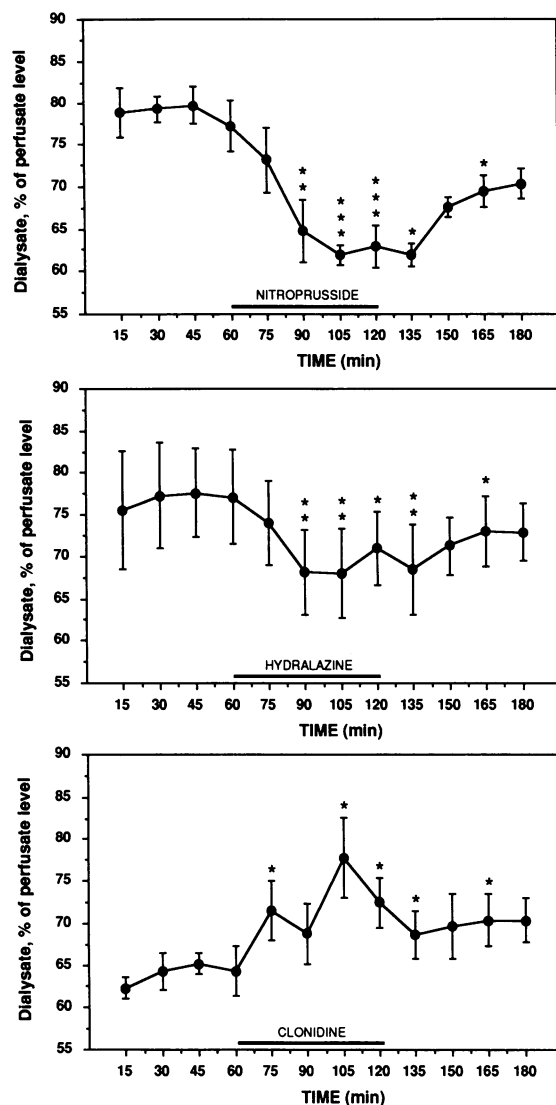 Dialysate, % of perfusate level
90
85
80
75
70
65
60
55
* *
* * *
* * *
*
*
NITROPRUSSIDE
15 30 45 60 75 90 105 120 135 150 165 180
TIME (min)
Dialysate, % of perfusate level
90
85
80
75
70
65
60
55
* *
* *
*
* *
*
HYDRALAZINE
15 30 45 60 75 90 105 120 135 150 165 180
TIME (min)
Dialysate, % of perfusate level
90
85
80
75
70
65
60
55
*
*
*
*
*
CLONIDINE
15 30 45 60 75 90 105 120 135 150 165 180
TIME (min)